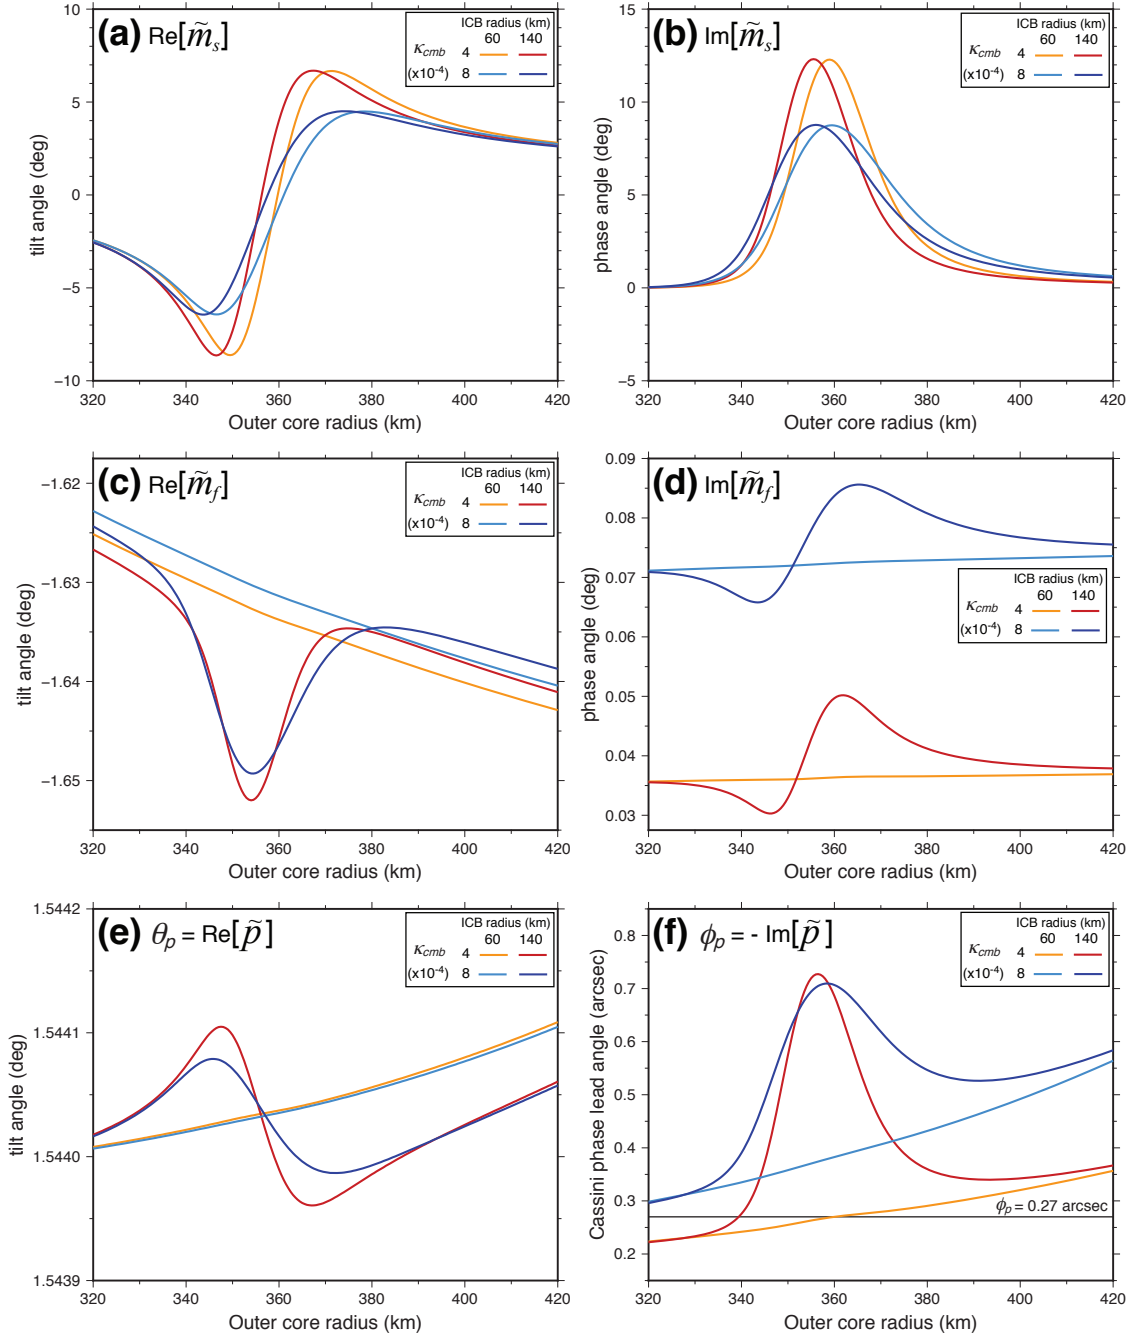 (a) Re[m̃s]
ICB radius (km)
60 140
κcmb 4
(x10-4) 8
10
5
0
−5
−10
tilt angle (deg)
320 340 360 380 400 420
Outer core radius (km)
(b) Im[m̃s]
ICB radius (km)
60 140
κcmb 4
(x10-4) 8
15
10
5
0
−5
phase angle (deg)
320 340 360 380 400 420
Outer core radius (km)
(c) Re[m̃f]
ICB radius (km)
60 140
κcmb 4
(x10-4) 8
−1.62
−1.63
−1.64
−1.65
tilt angle (deg)
320 340 360 380 400 420
Outer core radius (km)
(d) Im[m̃f]
ICB radius (km)
60 140
κcmb 4
(x10-4) 8
0.09
0.08
0.07
0.06
0.05
0.04
0.03
phase angle (deg)
320 340 360 380 400 420
Outer core radius (km)
(e) θp = Re[p̃]
ICB radius (km)
60 140
κcmb 4
(x10-4) 8
1.5442
1.5441
1.5440
1.5439
tilt angle (deg)
320 340 360 380 400 420
Outer core radius (km)
(f) ϕp = - Im[p̃]
ICB radius (km)
60 140
κcmb 4
(x10-4) 8
0.8
0.7
0.6
0.5
0.4
0.3
0.2
Cassini phase lead angle (arcsec)
ϕp = 0.27 arcsec
320 340 360 380 400 420
Outer core radius (km)